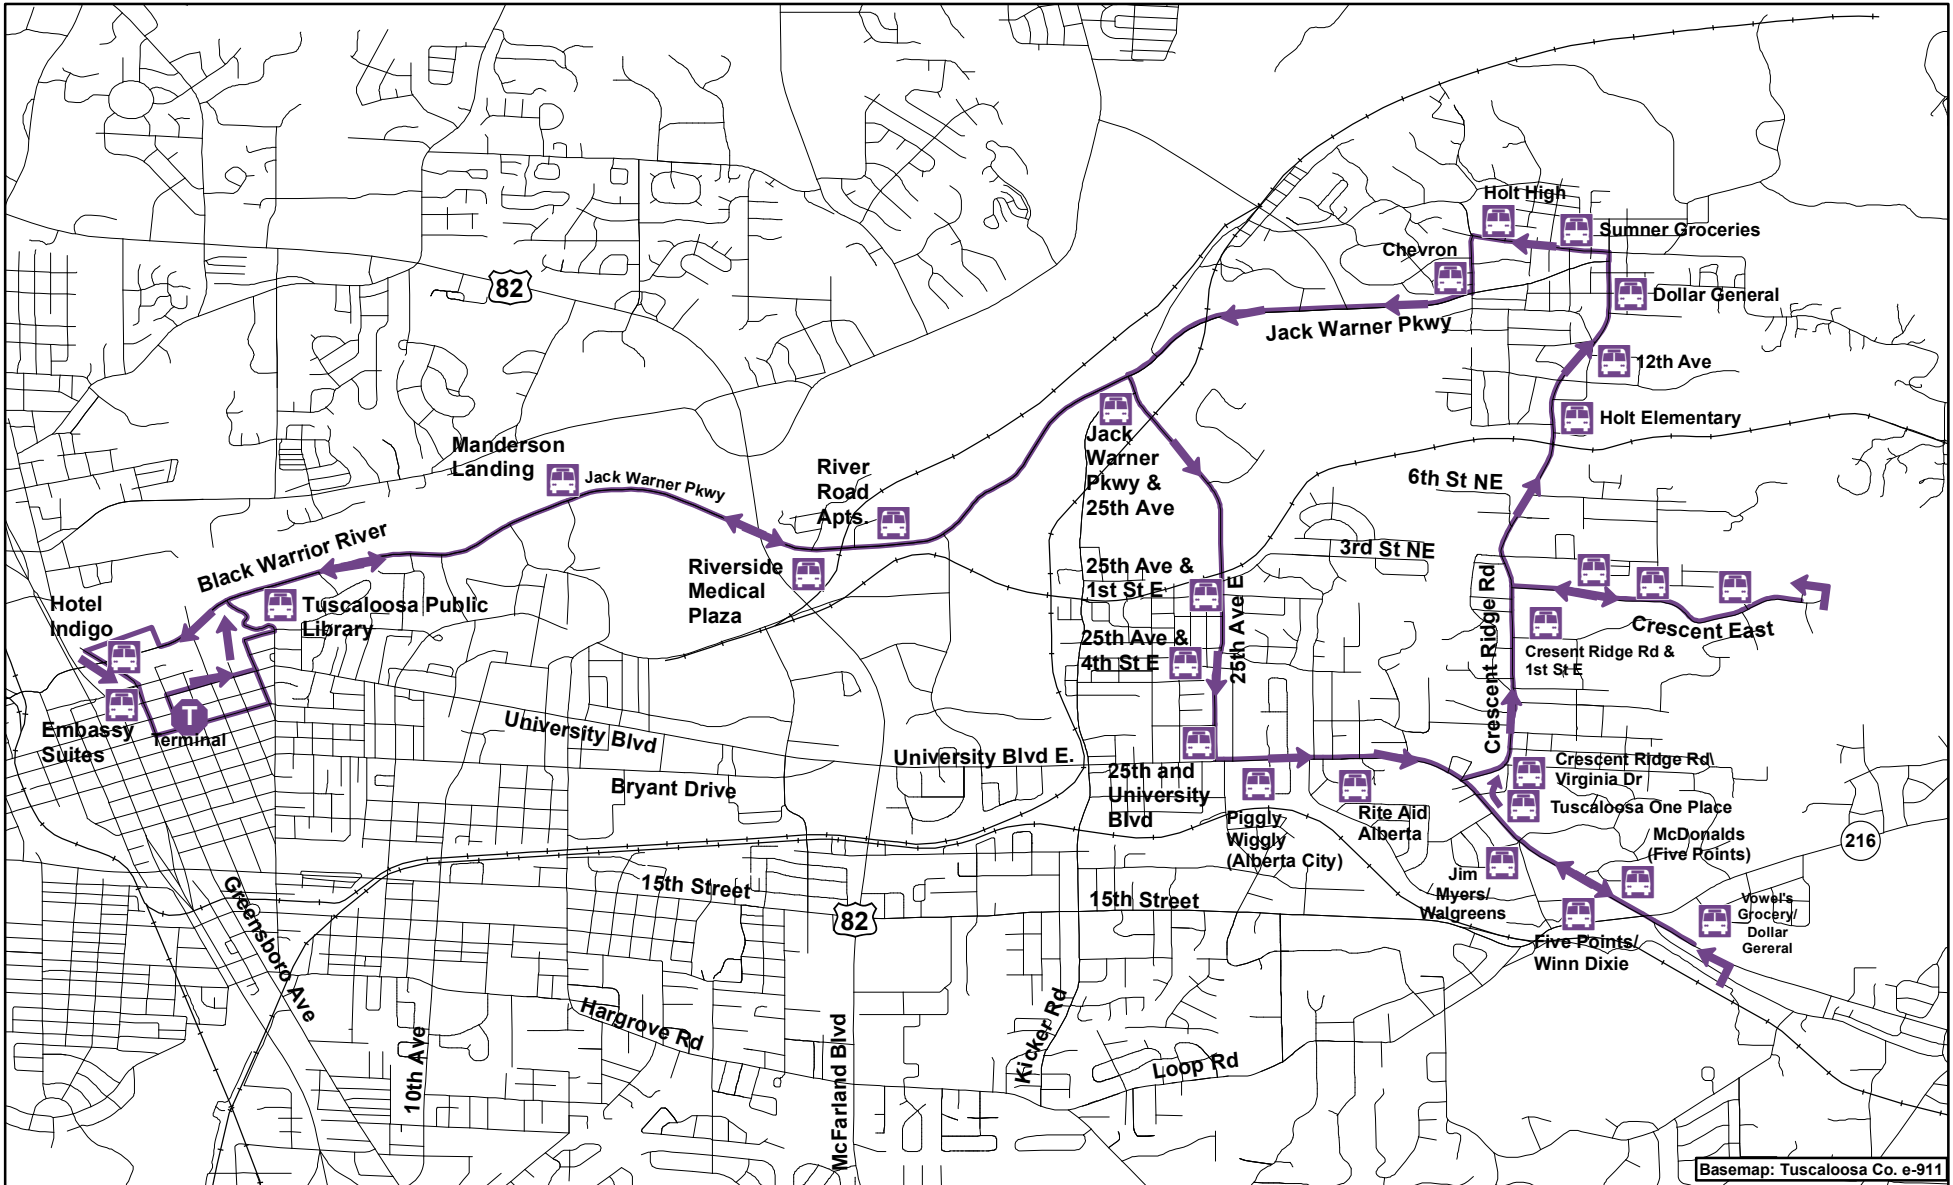 Holt High
Sumner Groceries
Chevron
82
Dollar General
Jack Warner Pkwy
12th Ave
Holt Elementary
Jack
Warner
Pkwy &
25th Ave
Manderson
Landing
Jack Warner Pkwy
River
Road
Apts.
6th St NE
3rd St NE
Black Warrior River
Riverside
Medical
Plaza
25th Ave &
1st St E
25th Ave &
4th St E
25th Ave E
Crescent Ridge Rd
Crescent East
Cresent Ridge Rd &
1st St E
Hotel
Indigo
Tuscaloosa Public
Library
Embassy
Suites
T
Terminal
University Blvd
University Blvd E.
Bryant Drive
25th and
University
Blvd
Piggly
Wiggly
(Alberta City)
Rite Aid
Alberta
Crescent Ridge Rd\
Virginia Dr
Tuscaloosa One Place
McDonalds
(Five Points)
216
Jim
Myers/
Walgreens
Vowel's
Grocery/
Dollar
Gereral
Five Points/
Winn Dixie
15th Street
15th Street
82
Greensboro Ave
10th Ave
Hargrove Rd
McFarland Blvd
Kicker Rd
Loop Rd
Basemap: Tuscaloosa Co. e-911